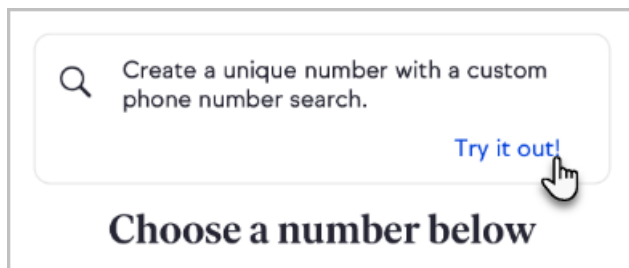 Create a unique number with a custom
phone number search.
Try it out!
Choose a number below